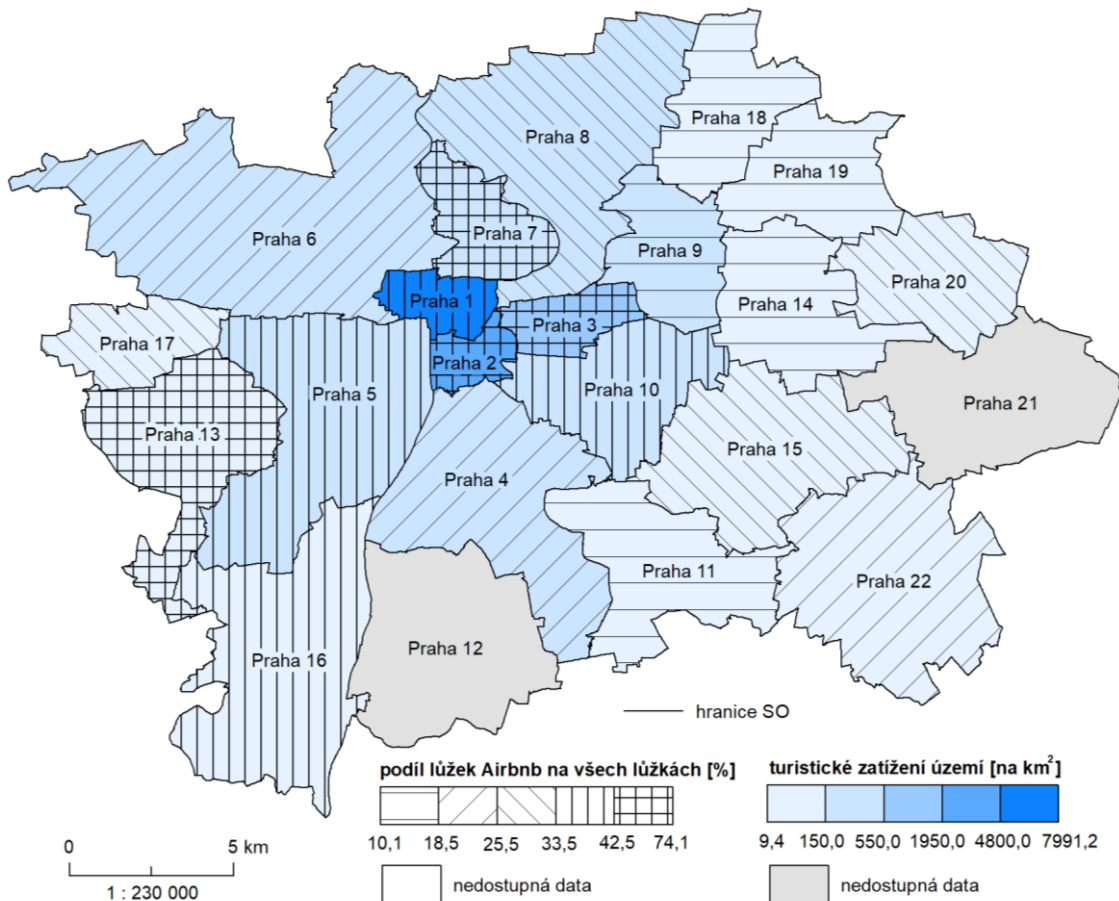 Praha 18
Praha 8
Praha 19
Praha 7
Praha 6
Praha 9
Praha 20
Praha 1
Praha 14
Praha 3
Praha 17
Praha 2
Praha 5
Praha 10
Praha 21
Praha 13
Praha 15
Praha 4
Praha 11
Praha 22
Praha 12
Praha 16
hranice SO
podíl lůžek Airbnb na všech lůžkách [%]
10,1 18,5 25,5 33,5 42,5 74,1
nedostupná data
turistické zatížení území [na km²]
9,4 150,0 550,0 1950,0 4800,0 7991,2
nedostupná data
0 5 km
1 : 230 000